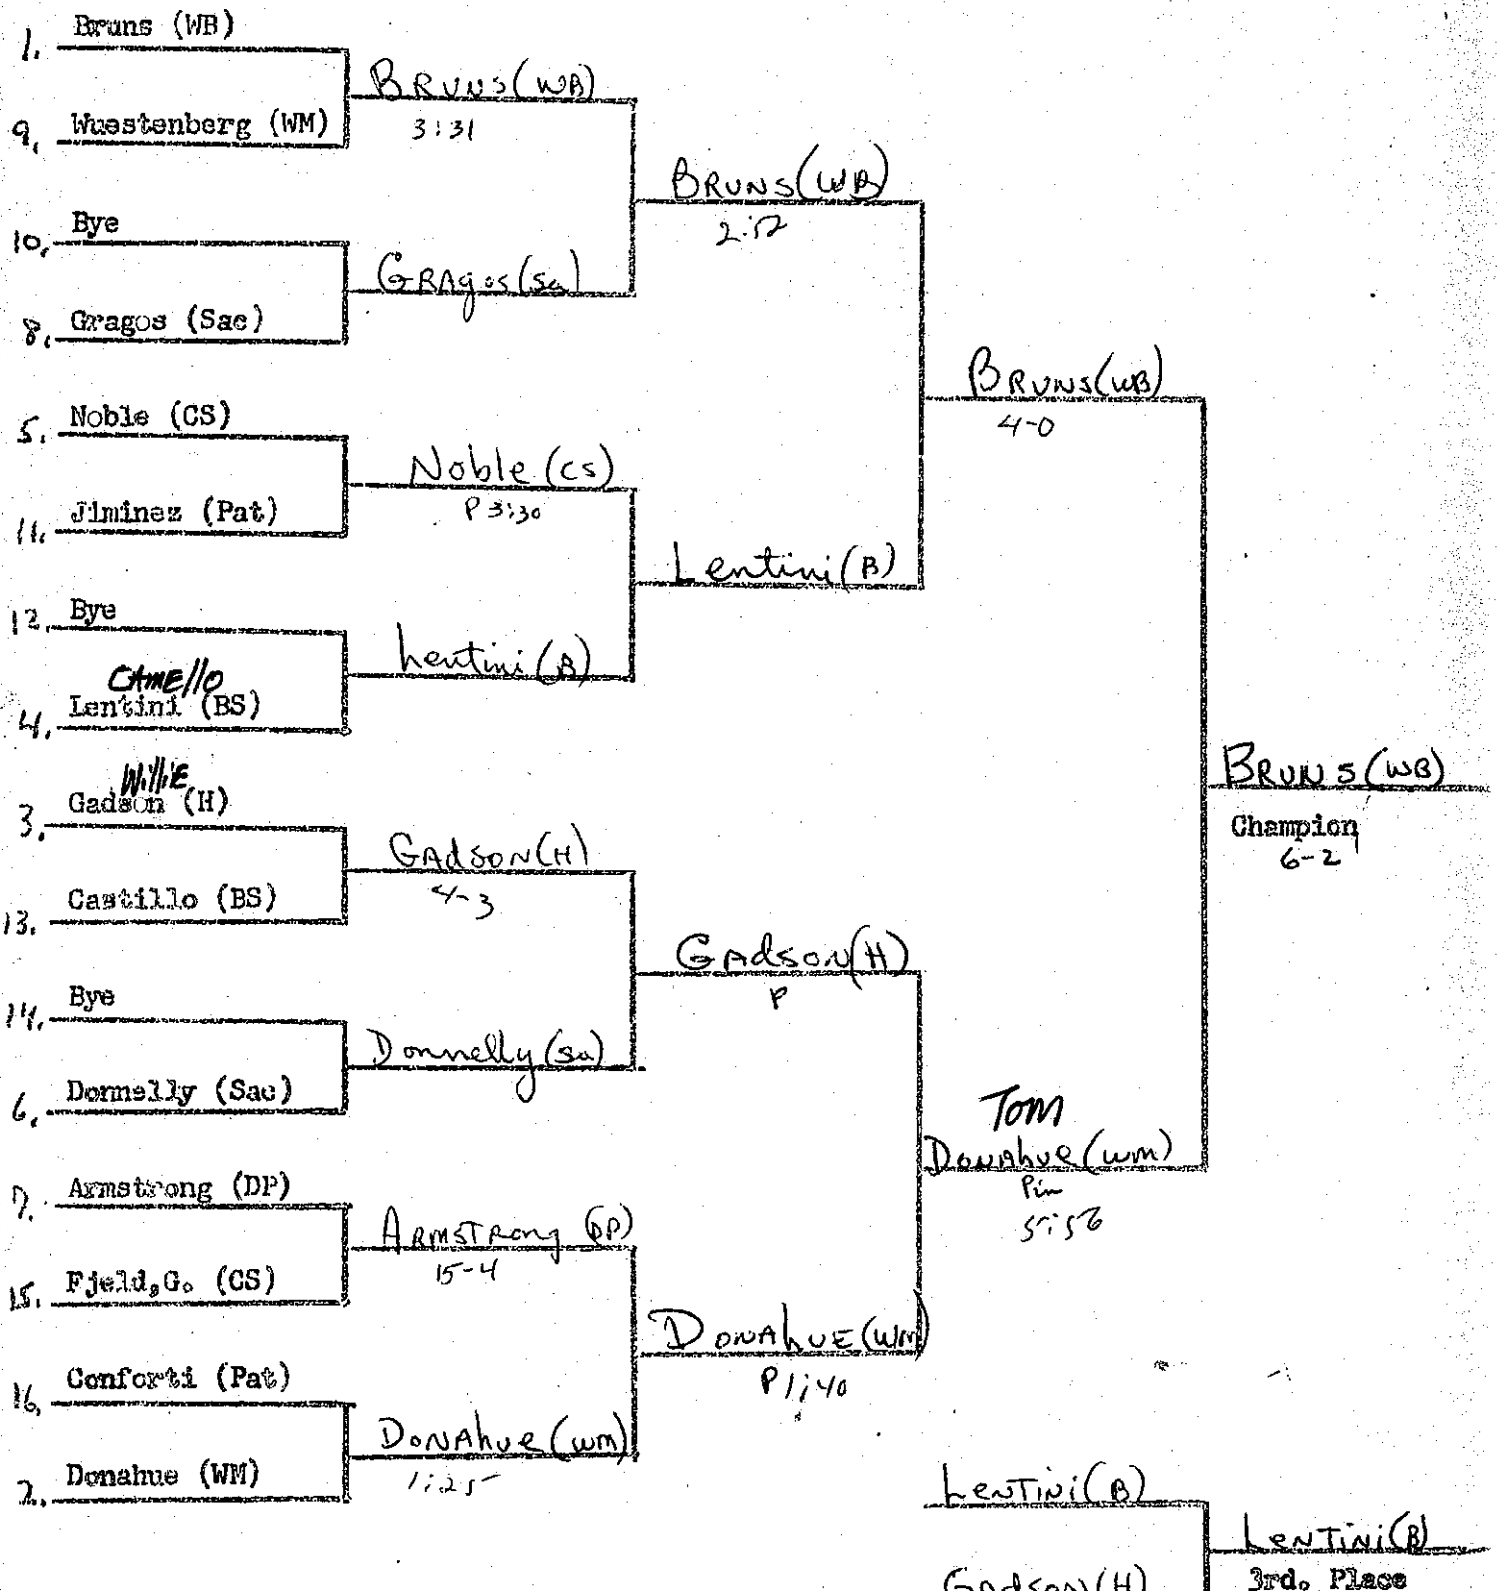 1. Bruns (WB)
9. Wuestenberg (WM)
10. Bye
8. Gragos (Sac)
5. Noble (CS)
11. Jiminez (Pat)
12. Bye
CAMEllO
4. Lentini (BS)
WilliE
3. Gadson (H)
13. Castillo (BS)
14. Bye
6. Donnelly (Sac)
7. Armstrong (DP)
15. Fjeld,G. (CS)
16. Conforti (Pat)
2. Donahue (WM)
BRUNS (WB)
3:31
GRAgos (Sa)
Noble (CS)
P 3:30
Lentini (B)
GAdSON (H)
4-3
Donnelly (Sa)
ARMSTRong (DP)
15-4
DONAhue (WM)
1:25
BRUNS (WB)
Lentini (B)
GAdSON (H)
P
DONAhUE (WM)
P 1:40
BRUNS (WB)
4-0
Tom
DONAhue (WM)
Pin
5:56
BRUNS (WB)
Champion
6-2
LeNTiNi (B)
GAdSON (H)
LeNTiNi (B)
3rd. Place